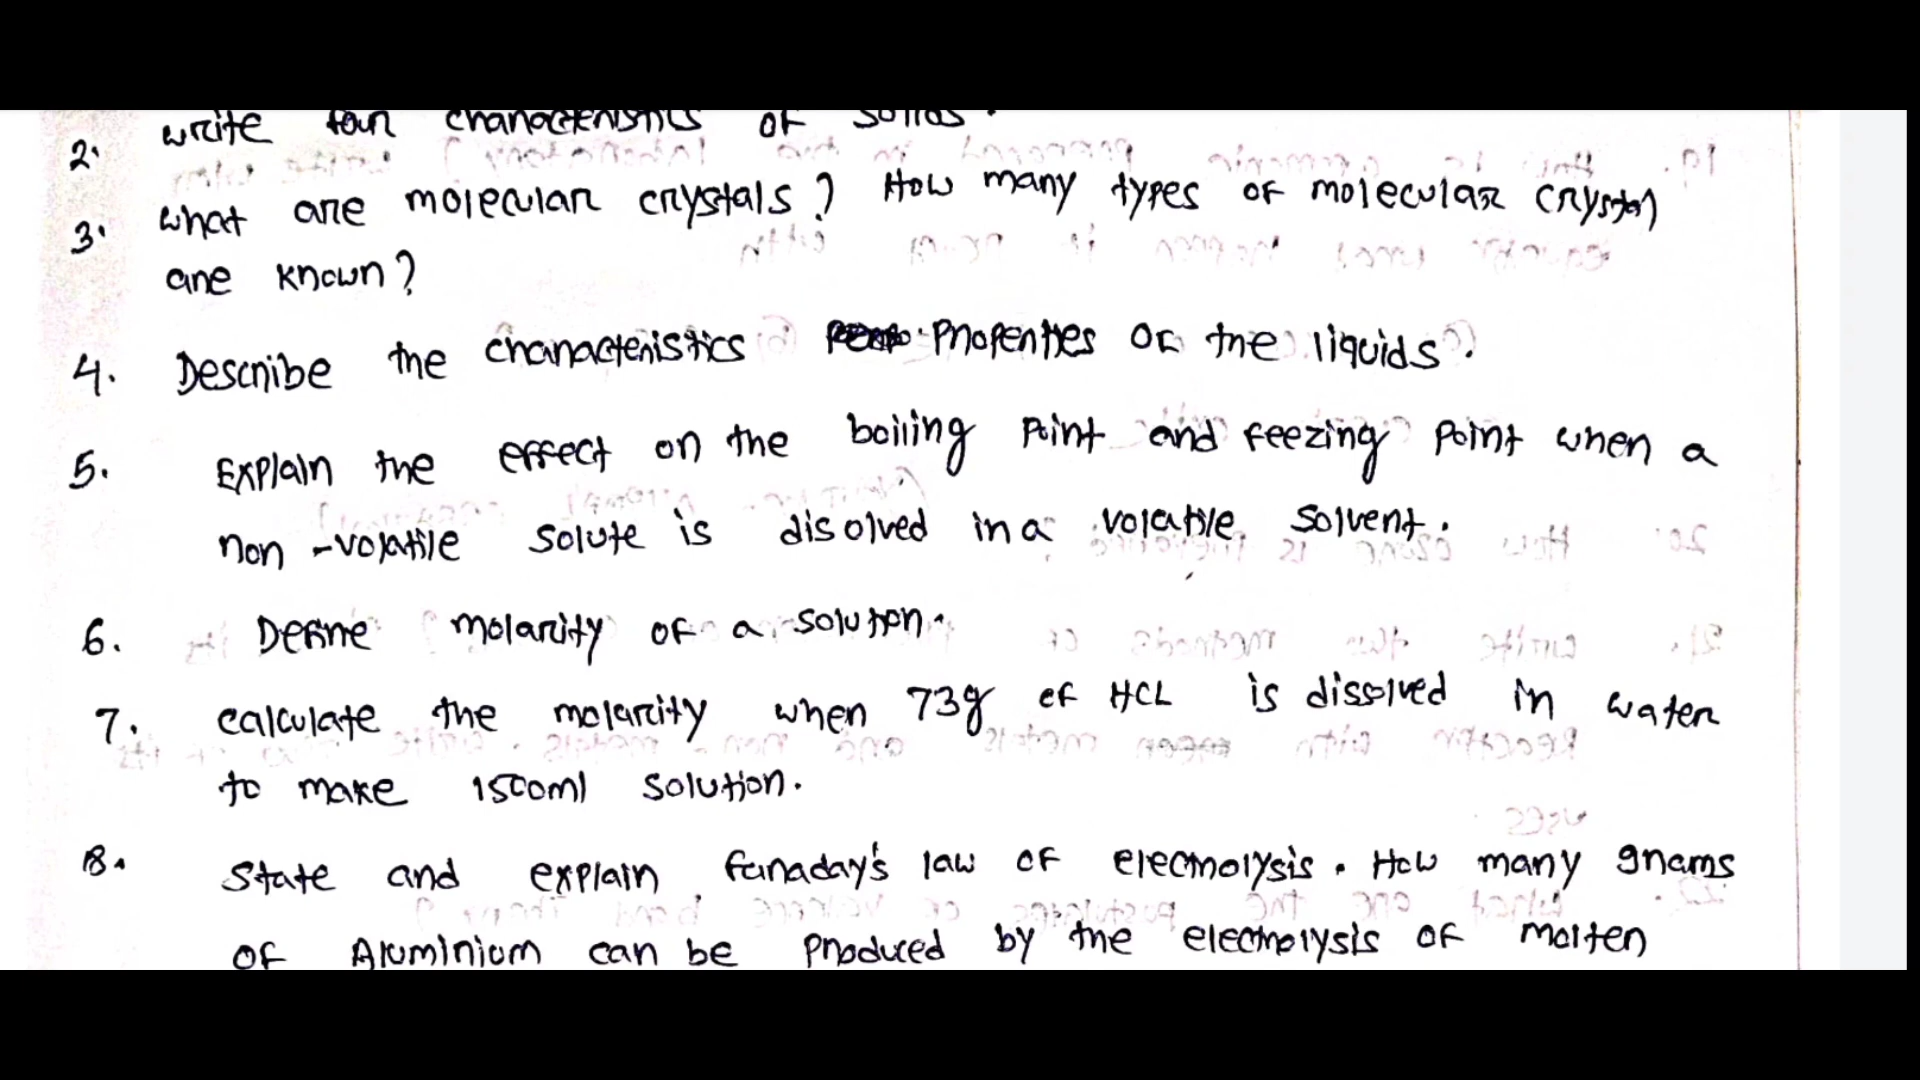 2. write four characteristics of solids.
3. what are molecular crystals? How many types of molecular crystal
are known?
4. Describe the characteristics properties of the liquids.
5. Explain the effect on the boiling point and feezing point when a
non-volatile solute is disolved in a volatile solvent.
6. Define molarity of a solution.
7. calculate the molarity when 73g of HCL is dissolved in water
to make 1500ml solution.
8. State and explain faraday's law of electrolysis. How many grams
of Aluminiom can be produced by the electrolysis of molten